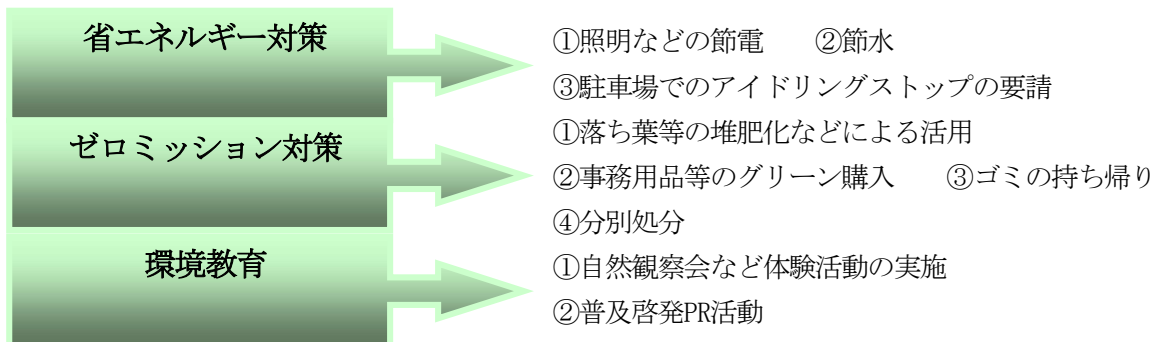 省エネルギー対策
①照明などの節電　②節水
③駐車場でのアイドリングストップの要請
ゼロミッション対策
①落ち葉等の堆肥化などによる活用
②事務用品等のグリーン購入　③ゴミの持ち帰り
④分別処分
環境教育
①自然観察会など体験活動の実施
②普及啓発PR活動